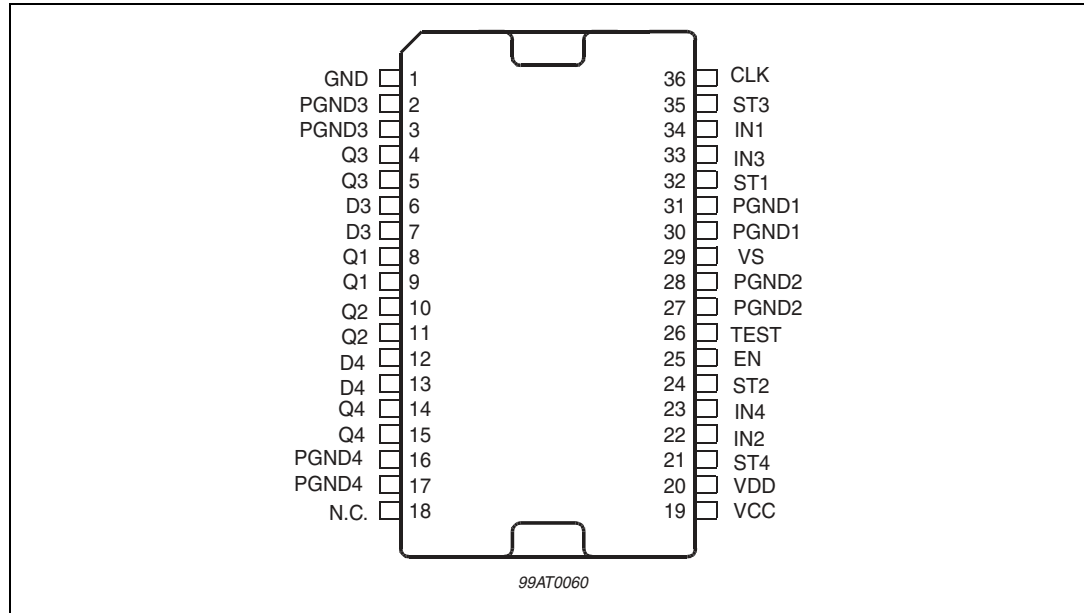 GND 1 36 CLK
PGND3 2 35 ST3
PGND3 3 34 IN1
Q3 4 33 IN3
Q3 5 32 ST1
D3 6 31 PGND1
D3 7 30 PGND1
Q1 8 29 VS
Q1 9 28 PGND2
Q2 10 27 PGND2
Q2 11 26 TEST
D4 12 25 EN
D4 13 24 ST2
Q4 14 23 IN4
Q4 15 22 IN2
PGND4 16 21 ST4
PGND4 17 20 VDD
N.C. 18 19 VCC
99AT0060